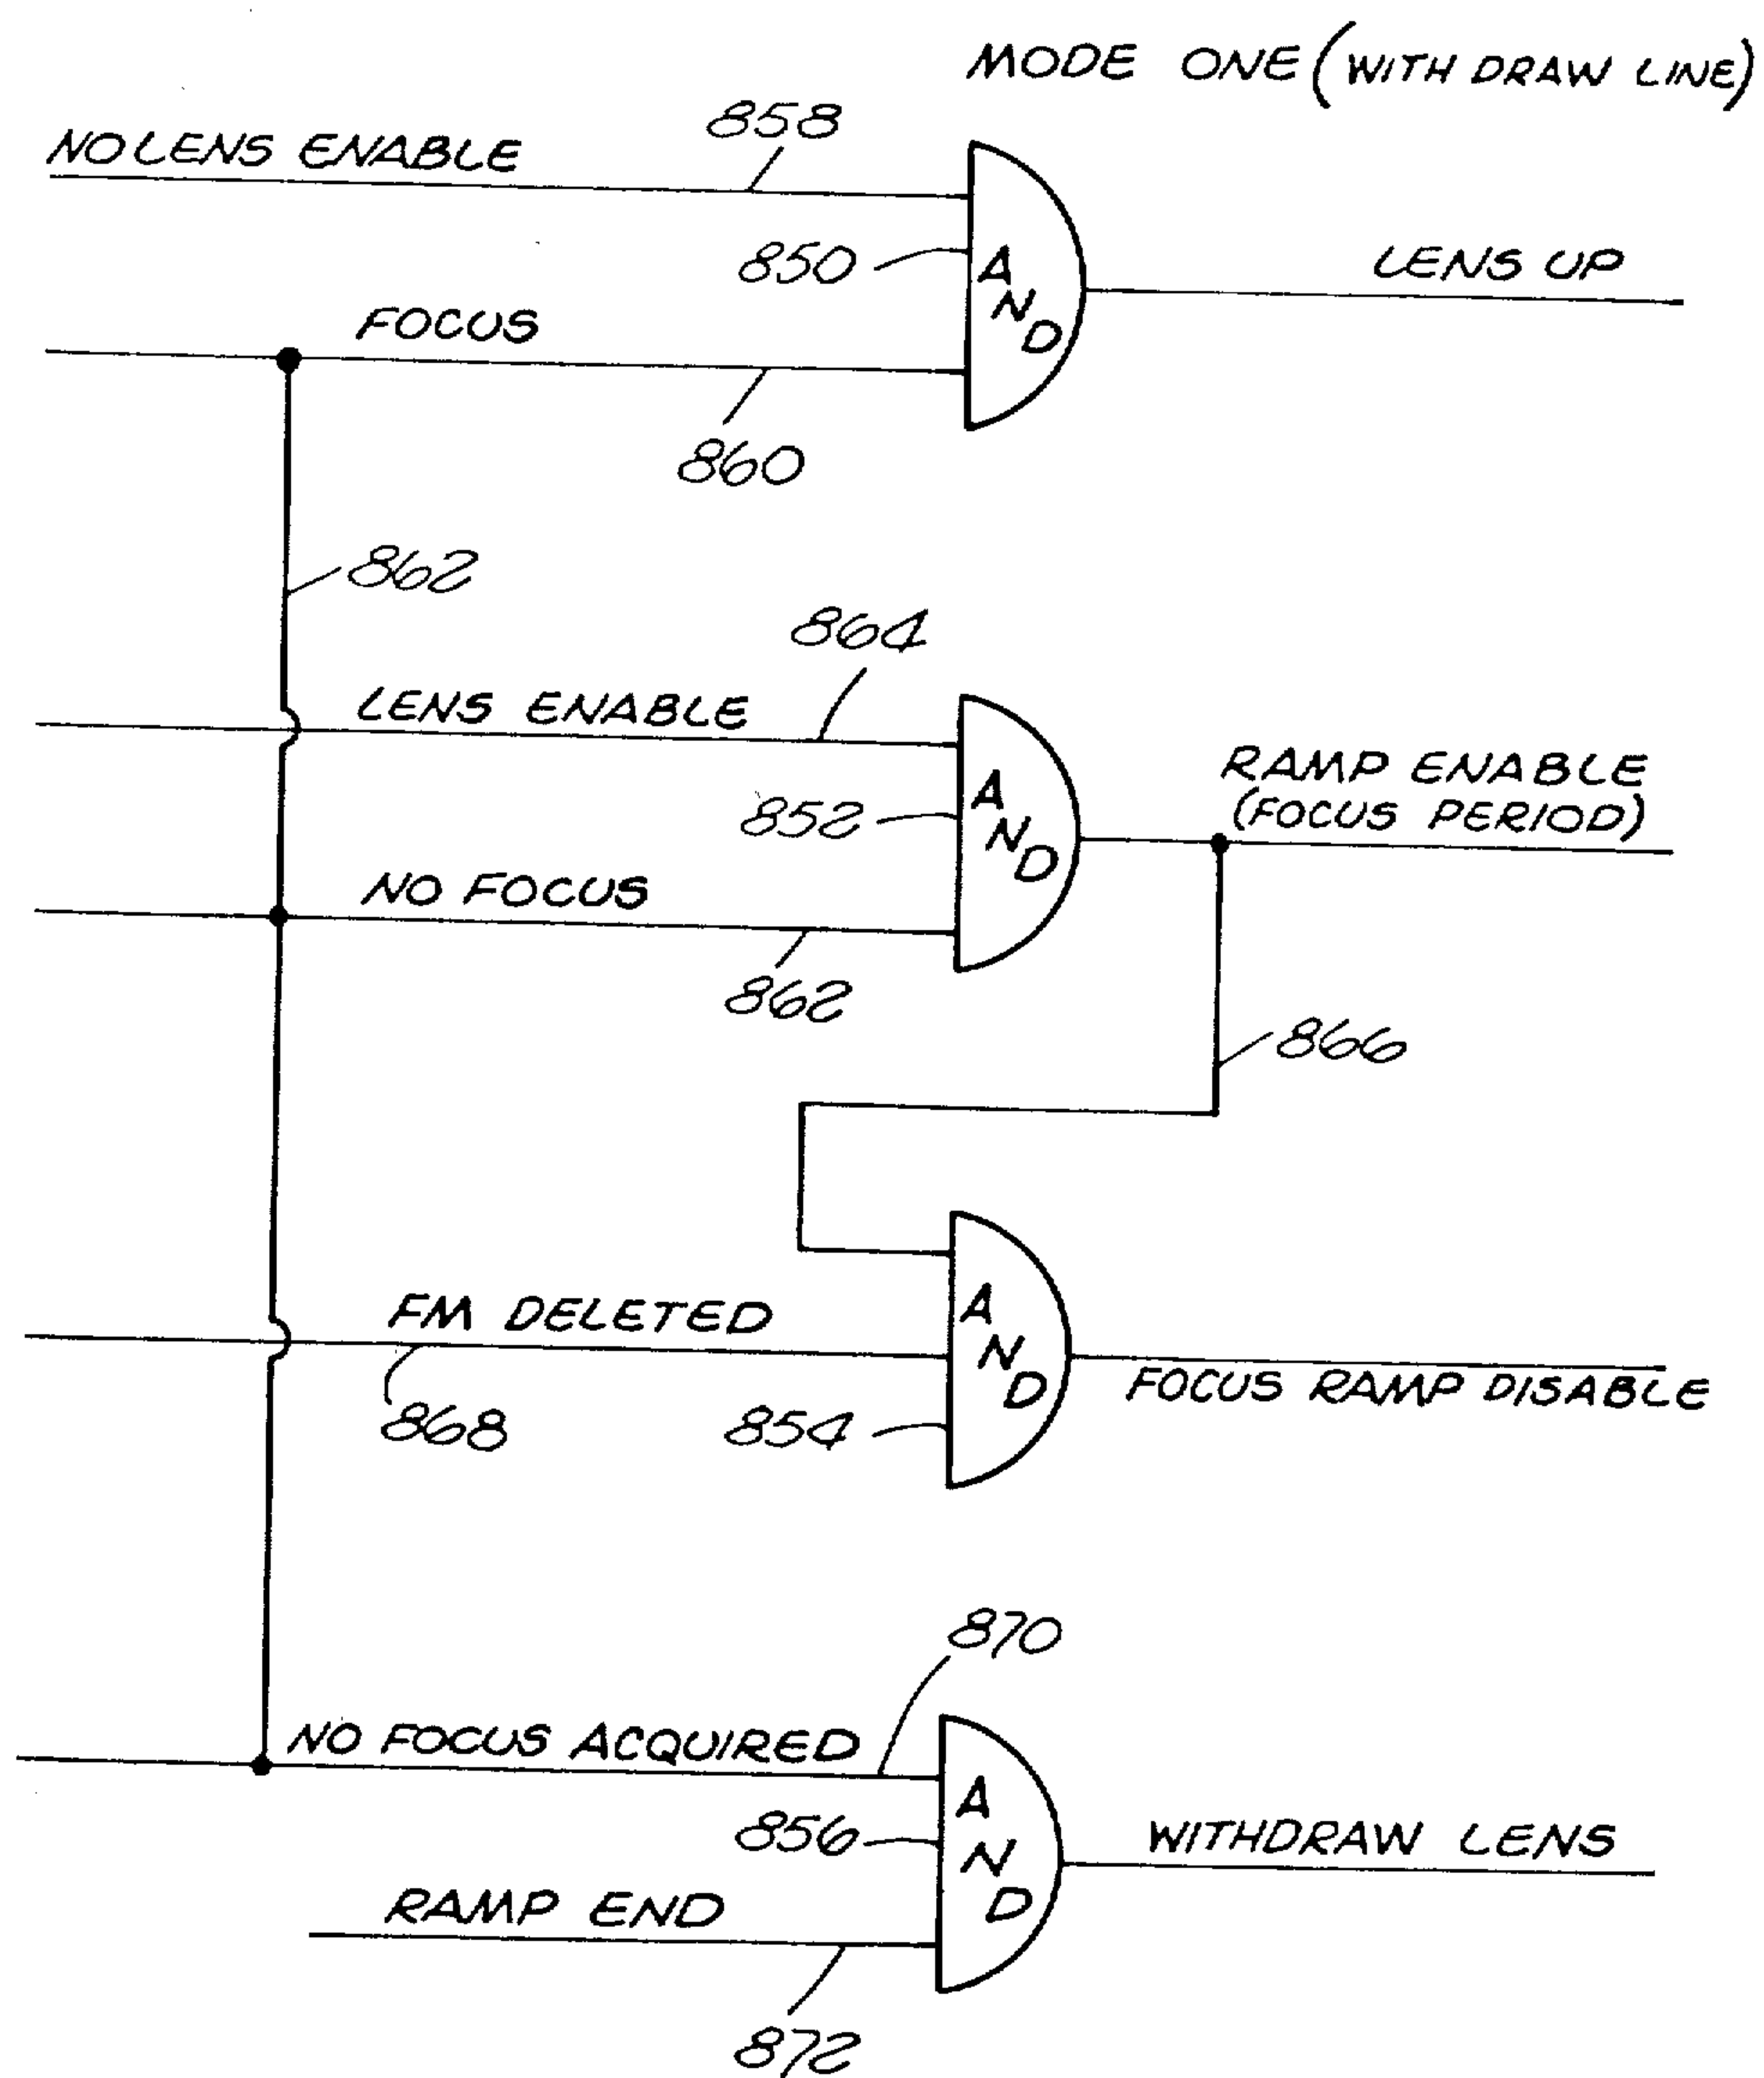 MODE ONE (WITH DRAW LINE)
858
NO LENS ENABLE
850
AND
LENS UP
FOCUS
860
862
864
LENS ENABLE
852
AND
RAMP ENABLE
(FOCUS PERIOD)
NO FOCUS
862
866
FM DELETED
868
854
AND
FOCUS RAMP DISABLE
870
NO FOCUS ACQUIRED
856
AND
WITHDRAW LENS
RAMP END
872